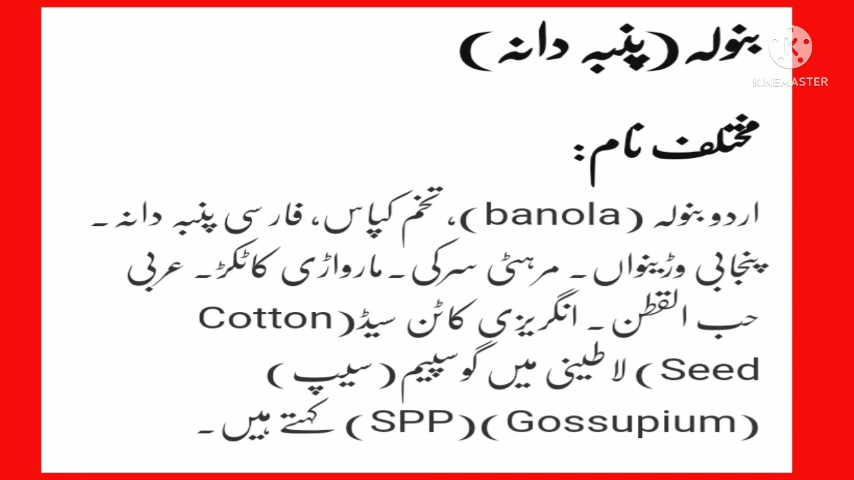 بنولہ (پنبہ دانہ)
KINEMASTER
مختلف نام:
اردو بنولہ (banola)، تخم کپاس، فارسی پنبہ دانہ۔
پنجابی وڑینواں۔ مرہٹی سرکی۔ مارواڑی کاٹکڑ۔ عربی
حب القطن۔ انگریزی کاٹن سیڈ(Cotton
Seed) لاطینی میں گوسپیم(سیپ)
(Gossupium)(SPP) کہتے ہیں۔